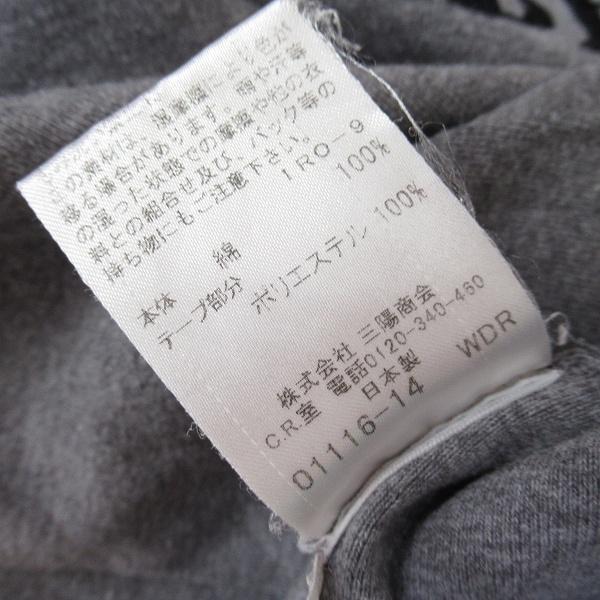 の素材は、摩擦により色が
移る場合があります。雨や汗等
の湿った状態での摩擦や他の衣
料との組合せ及び、バック等の
持ち物にもご注意下さい。
IRO-9
本体 綿 100%
テープ部分 ポリエステル 100%
株式会社 三陽商会
C.R.室 電話0120-340-460
日本製
01116-14 WDR